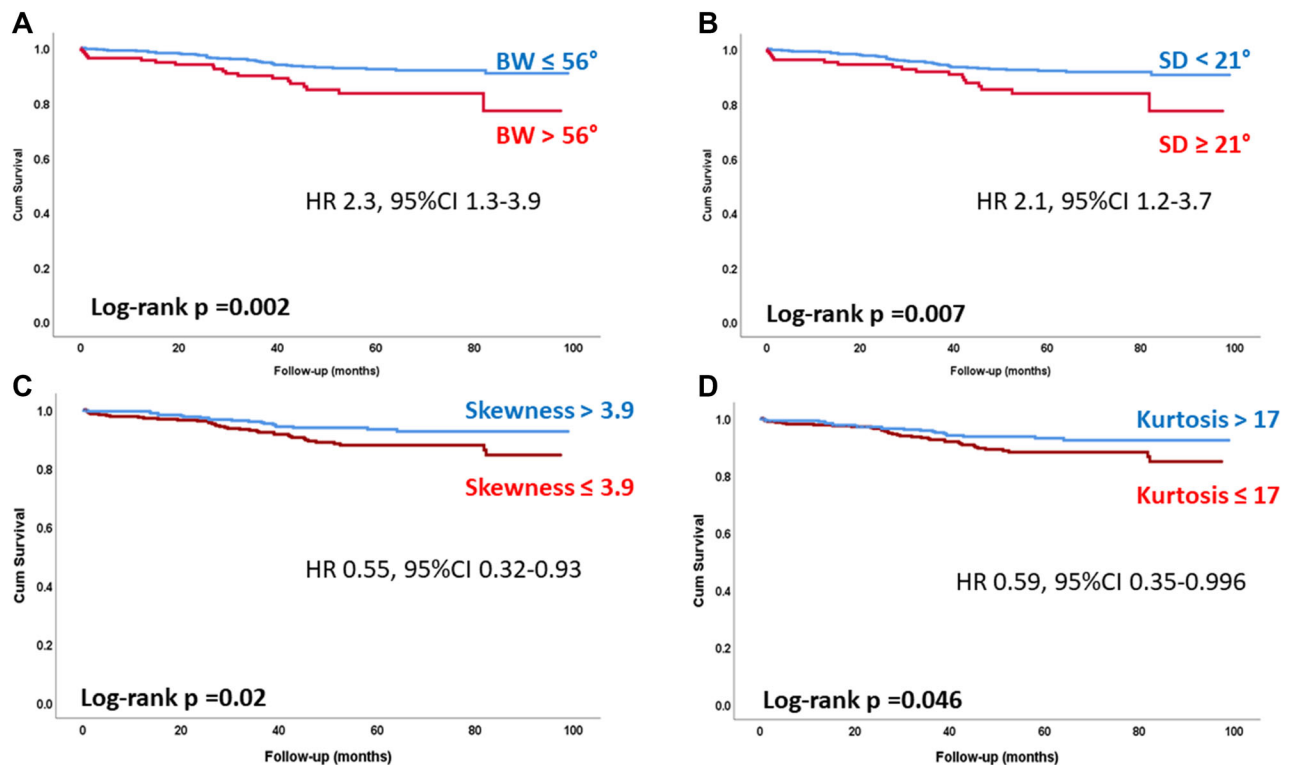 A
1.0
0.8
0.6
0.4
0.2
0.0
Cum Survival
BW ≤ 56°
BW > 56°
HR 2.3, 95%CI 1.3-3.9
Log-rank p =0.002
0 20 40 60 80 100
Follow-up (months)
B
1.0
0.8
0.6
0.4
0.2
0.0
Cum Survival
SD < 21°
SD ≥ 21°
HR 2.1, 95%CI 1.2-3.7
Log-rank p =0.007
0 20 40 60 80 100
Follow-up (months)
C
1.0
0.8
0.6
0.4
0.2
0.0
Cum Survival
Skewness > 3.9
Skewness ≤ 3.9
HR 0.55, 95%CI 0.32-0.93
Log-rank p =0.02
0 20 40 60 80 100
Follow-up (months)
D
1.0
0.8
0.6
0.4
0.2
0.0
Cum Survival
Kurtosis > 17
Kurtosis ≤ 17
HR 0.59, 95%CI 0.35-0.996
Log-rank p =0.046
0 20 40 60 80 100
Follow-up (months)